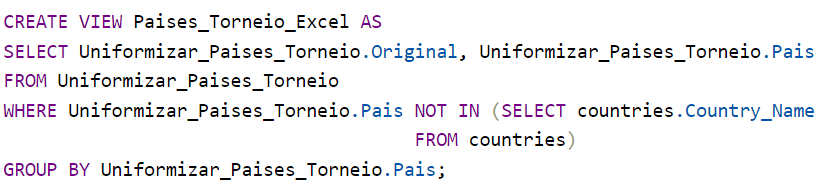 CREATE VIEW Paises_Torneio_Excel AS
SELECT Uniformizar_Paises_Torneio.Original, Uniformizar_Paises_Torneio.Pais
FROM Uniformizar_Paises_Torneio
WHERE Uniformizar_Paises_Torneio.Pais NOT IN (SELECT countries.Country_Name
FROM countries)
GROUP BY Uniformizar_Paises_Torneio.Pais;